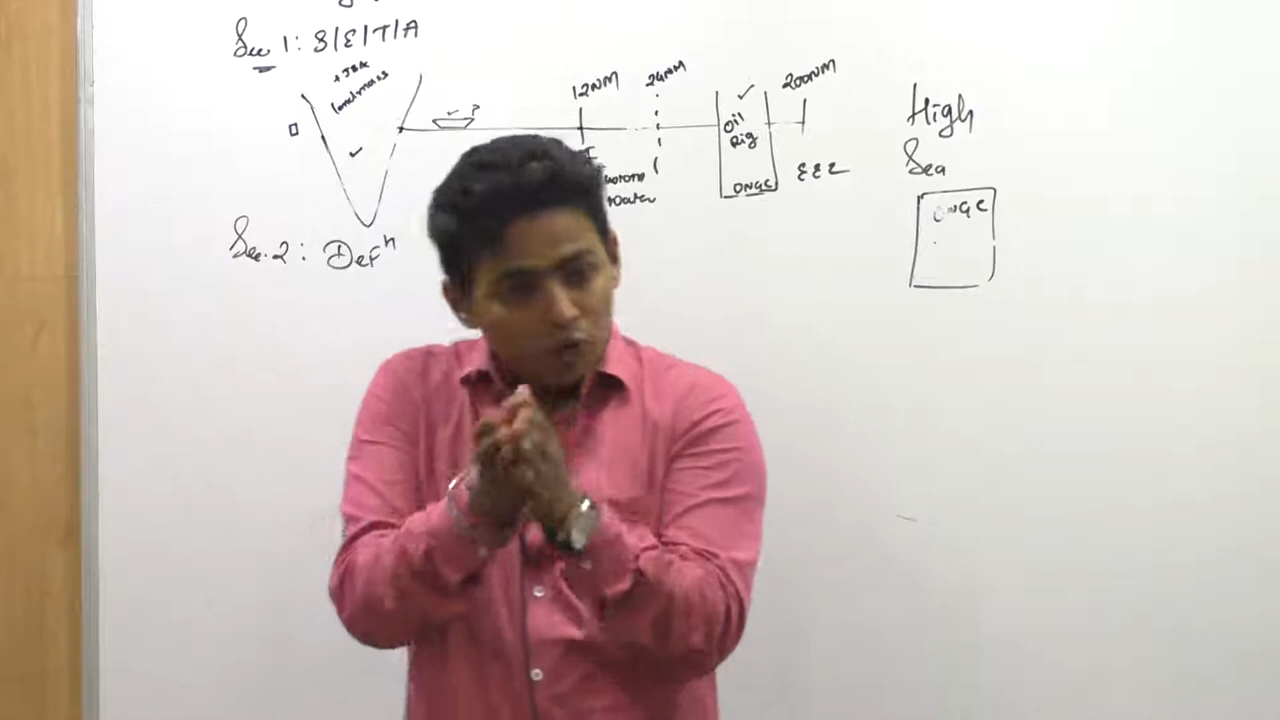 Sec 1: S/E/T/A
+ J&K
landmass
12NM
24NM
200NM
P
Oil
Rig
ONGC
EEZ
High
Sea
ONGC
Sec. 2: Defⁿ